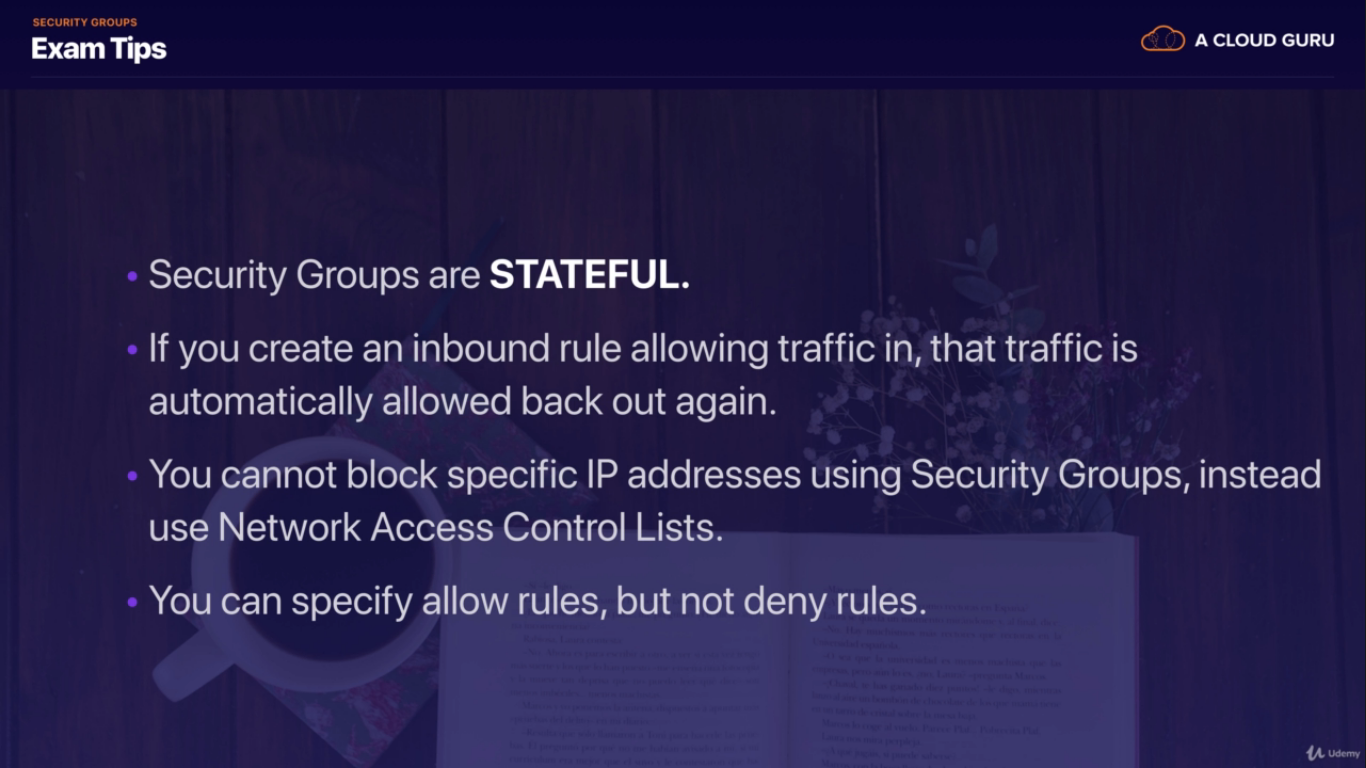 SECURITY GROUPS
Exam Tips
A CLOUD GURU
• Security Groups are STATEFUL.
• If you create an inbound rule allowing traffic in, that traffic is
automatically allowed back out again.
• You cannot block specific IP addresses using Security Groups, instead
use Network Access Control Lists.
• You can specify allow rules, but not deny rules.
Udemy